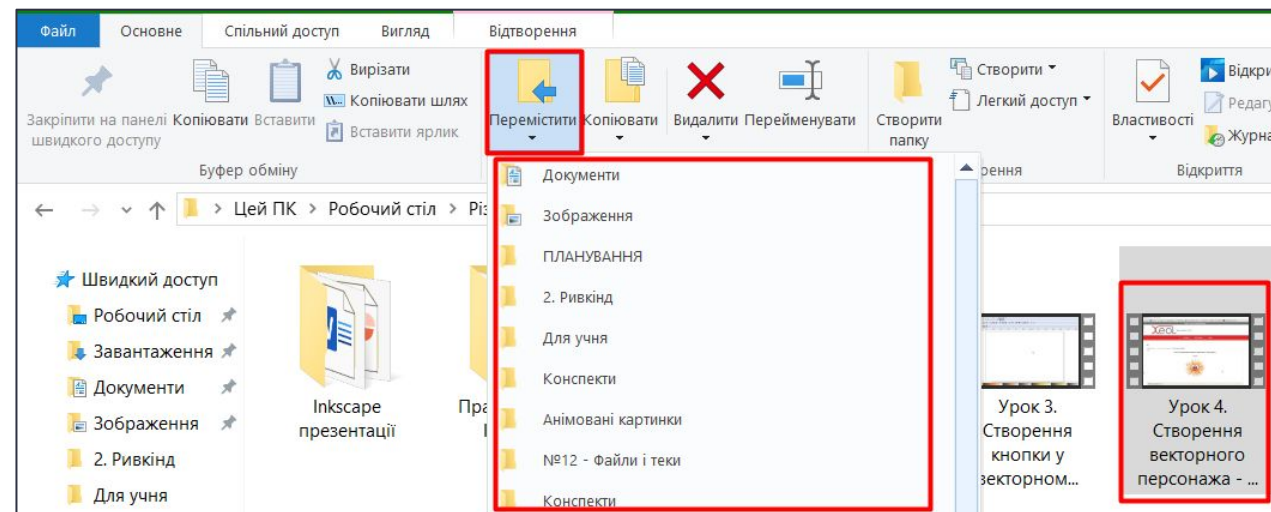 Файл Основне Спільний доступ Вигляд Відтворення
Закріпити на панелі швидкого доступу
Копіювати
Вставити
Вирізати
Копіювати шлях
Вставити ярлик
Буфер обміну
Перемістити
Копіювати
Видалити
Перейменувати
Створити папку
Створити
Легкий доступ
рення
Властивості
Відкри
Редагу
Журна
Відкриття
Цей ПК > Робочий стіл > Різ
Швидкий доступ
Робочий стіл
Завантаження
Документи
Зображення
2. Ривкінд
Для учня
Inkscape
презентації
Пра
Документи
Зображення
ПЛАНУВАННЯ
2. Ривкінд
Для учня
Конспекти
Анімовані картинки
№12 - Файли і теки
Конспекти
Урок 3.
Створення
кнопки у
векторном...
Xeol
Урок 4.
Створення
векторного
персонажа - ...